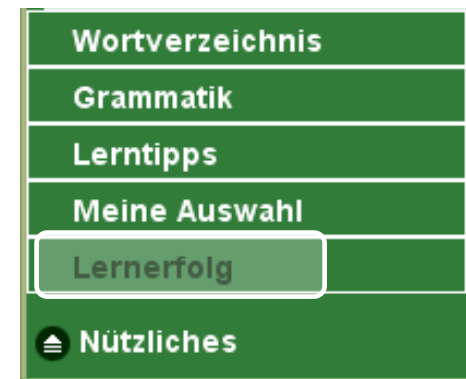 Wortverzeichnis
Grammatik
Lerntipps
Meine Auswahl
Lernerfolg
Nützliches